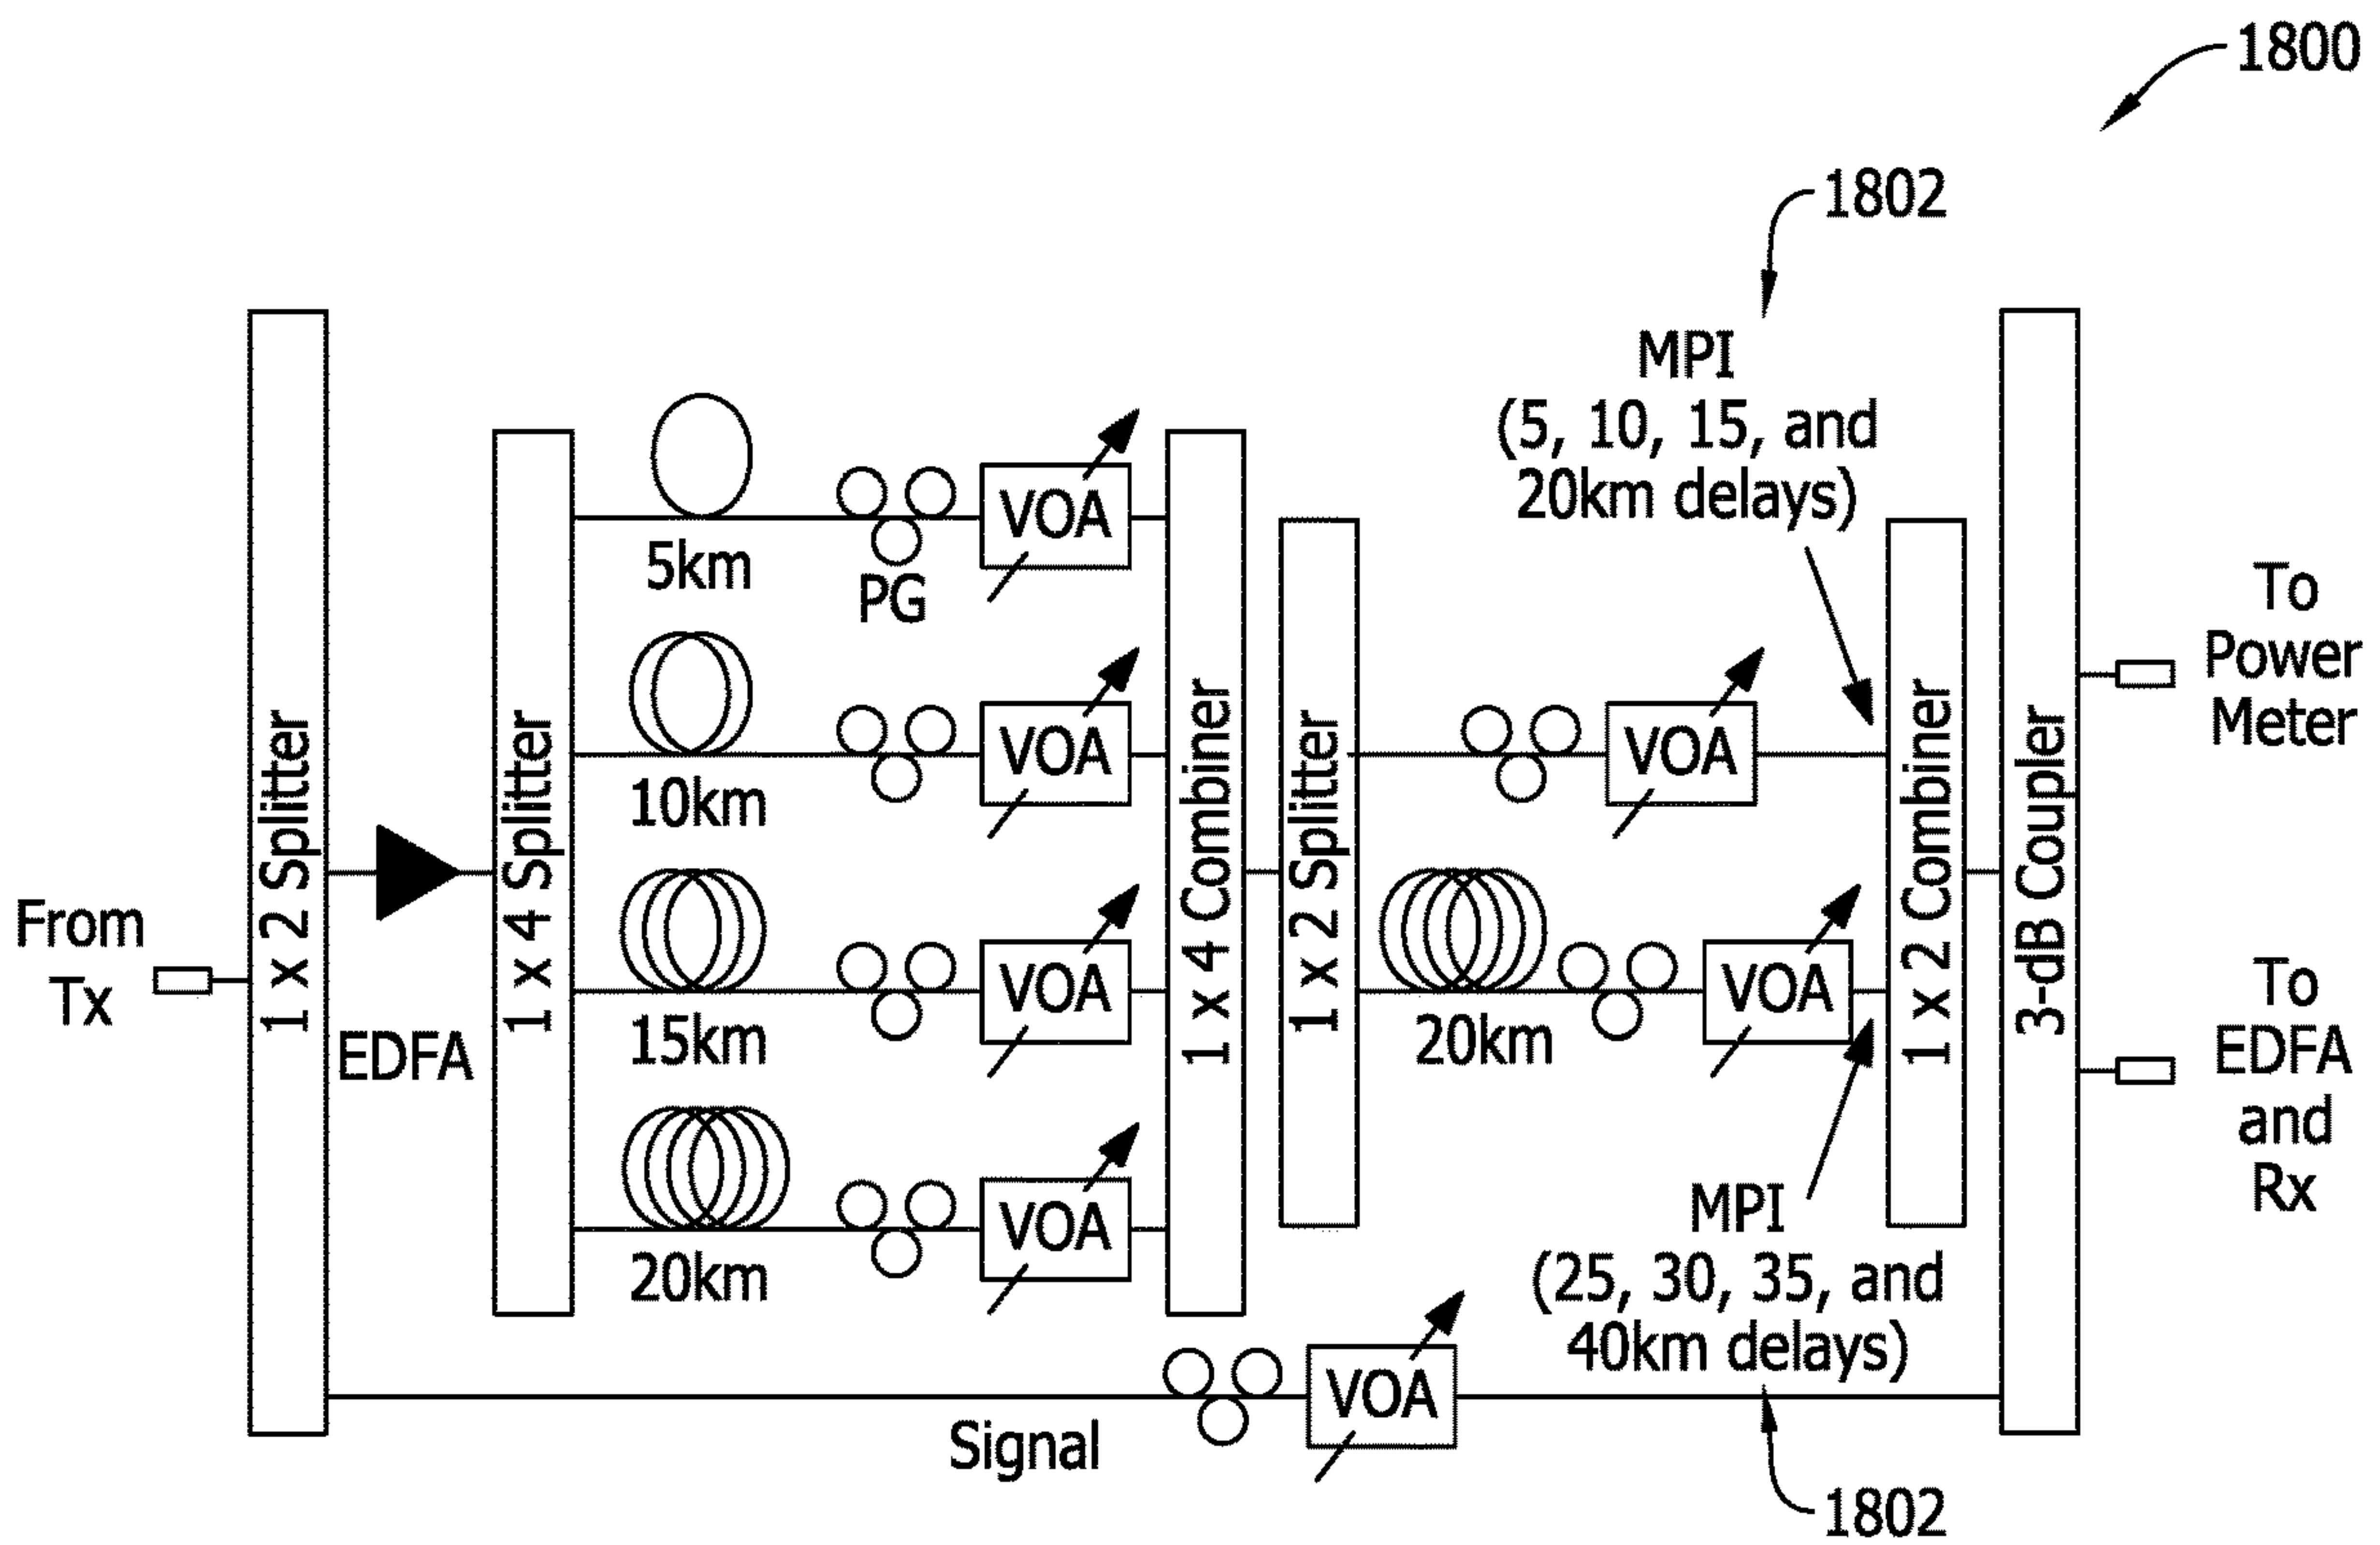 1800
1802
MPI
(5, 10, 15, and
20km delays)
From
Tx
1 x 2 Splitter
EDFA
1 x 4 Splitter
5km
PG
VOA
10km
VOA
15km
VOA
20km
VOA
1 x 4 Combiner
1 x 2 Splitter
VOA
20km
VOA
1 x 2 Combiner
3-dB Coupler
To
Power
Meter
To
EDFA
and
Rx
MPI
(25, 30, 35, and
40km delays)
Signal
VOA
1802